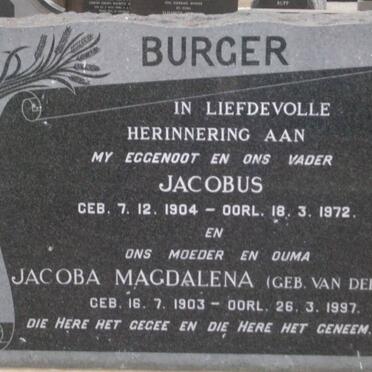 BURGER
IN LIEFDEVOLLE
HERINNERING AAN
MY EGGENOOT EN ONS VADER
JACOBUS
GEB. 7. 12. 1904 – OORL. 18. 3. 1972.
EN
ONS MOEDER EN OUMA
JACOBA MAGDALENA (GEB. VAN DER
GEB. 16. 7. 1903 – OORL. 26. 3. 1997.
DIE HERE HET GEGEE EN DIE HERE HET GENEEM.